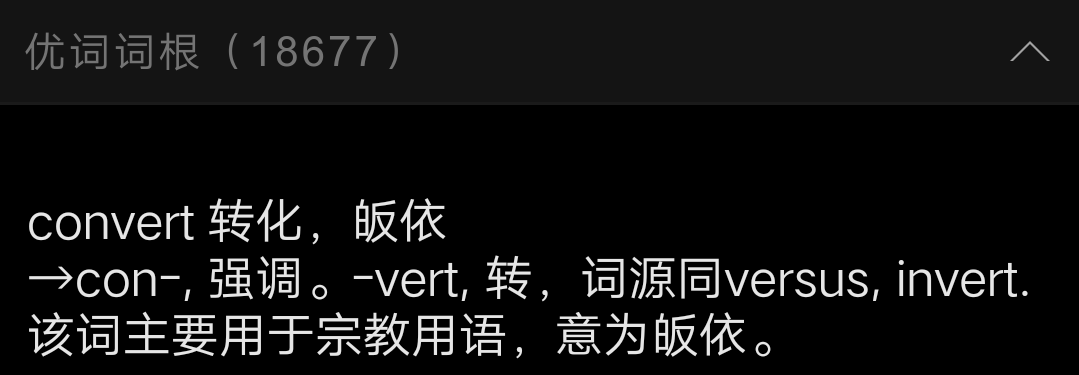 优词词根（18677）
convert 转化，皈依
→con-, 强调。-vert, 转，词源同versus, invert.
该词主要用于宗教用语，意为皈依。